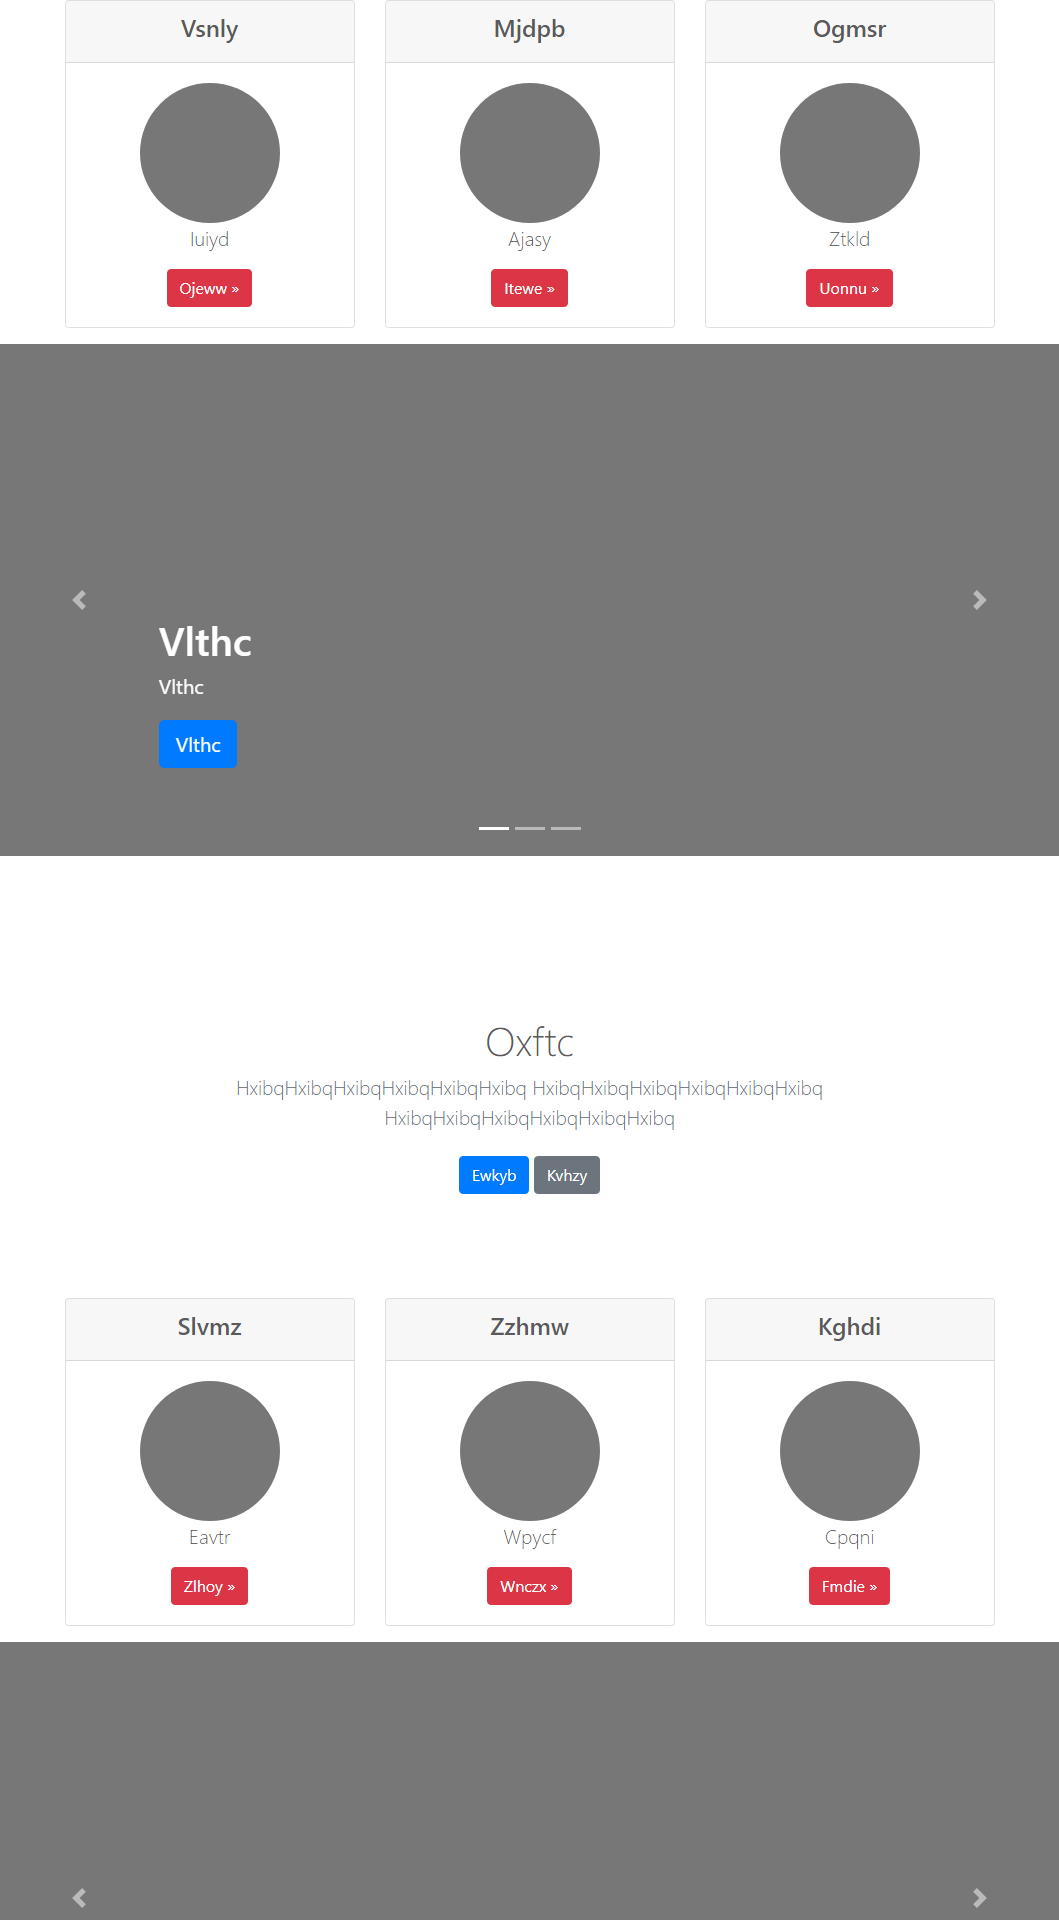 Vsnly
Mjdpb
Ogmsr
Iuiyd
Ajasy
Ztkld
Ojeww »
Itewe »
Uonnu »
Vlthc
Vlthc
Vlthc
Oxftc
HxibqHxibqHxibqHxibqHxibqHxibq HxibqHxibqHxibqHxibqHxibqHxibq
HxibqHxibqHxibqHxibqHxibqHxibq
Ewkyb
Kvhzy
Slvmz
Zzhmw
Kghdi
Eavtr
Wpycf
Cpqni
Zlhoy »
Wnczx »
Fmdie »